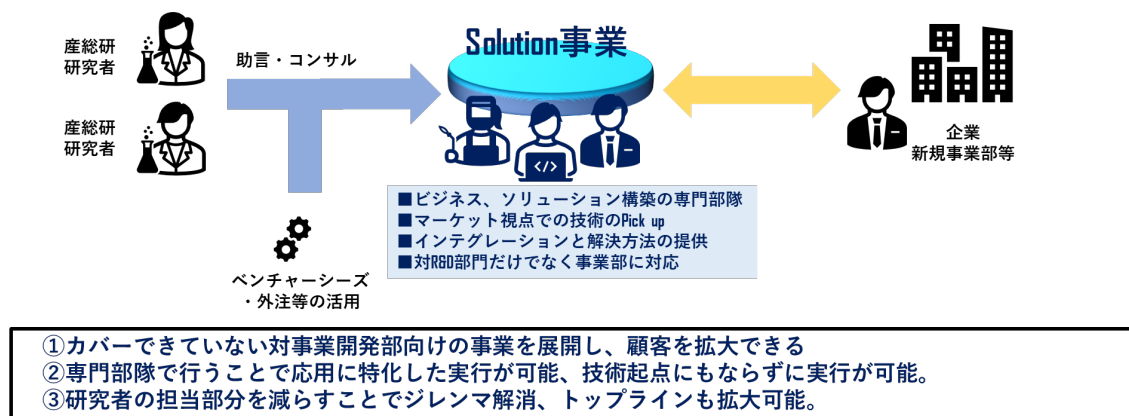 Solution事業
産総研
研究者
助言・コンサル
産総研
研究者
</>
企業
新規事業部等
■ビジネス、ソリューション構築の専門部隊
■マーケット視点での技術のPick up
■インテグレーションと解決方法の提供
■対R&D部門だけでなく事業部に対応
ベンチャーシーズ
・外注等の活用
①カバーできていない対事業開発部向けの事業を展開し、顧客を拡大できる
②専門部隊で行うことで応用に特化した実行が可能、技術起点にもならずに実行が可能。
③研究者の担当部分を減らすことでジレンマ解消、トップラインも拡大可能。